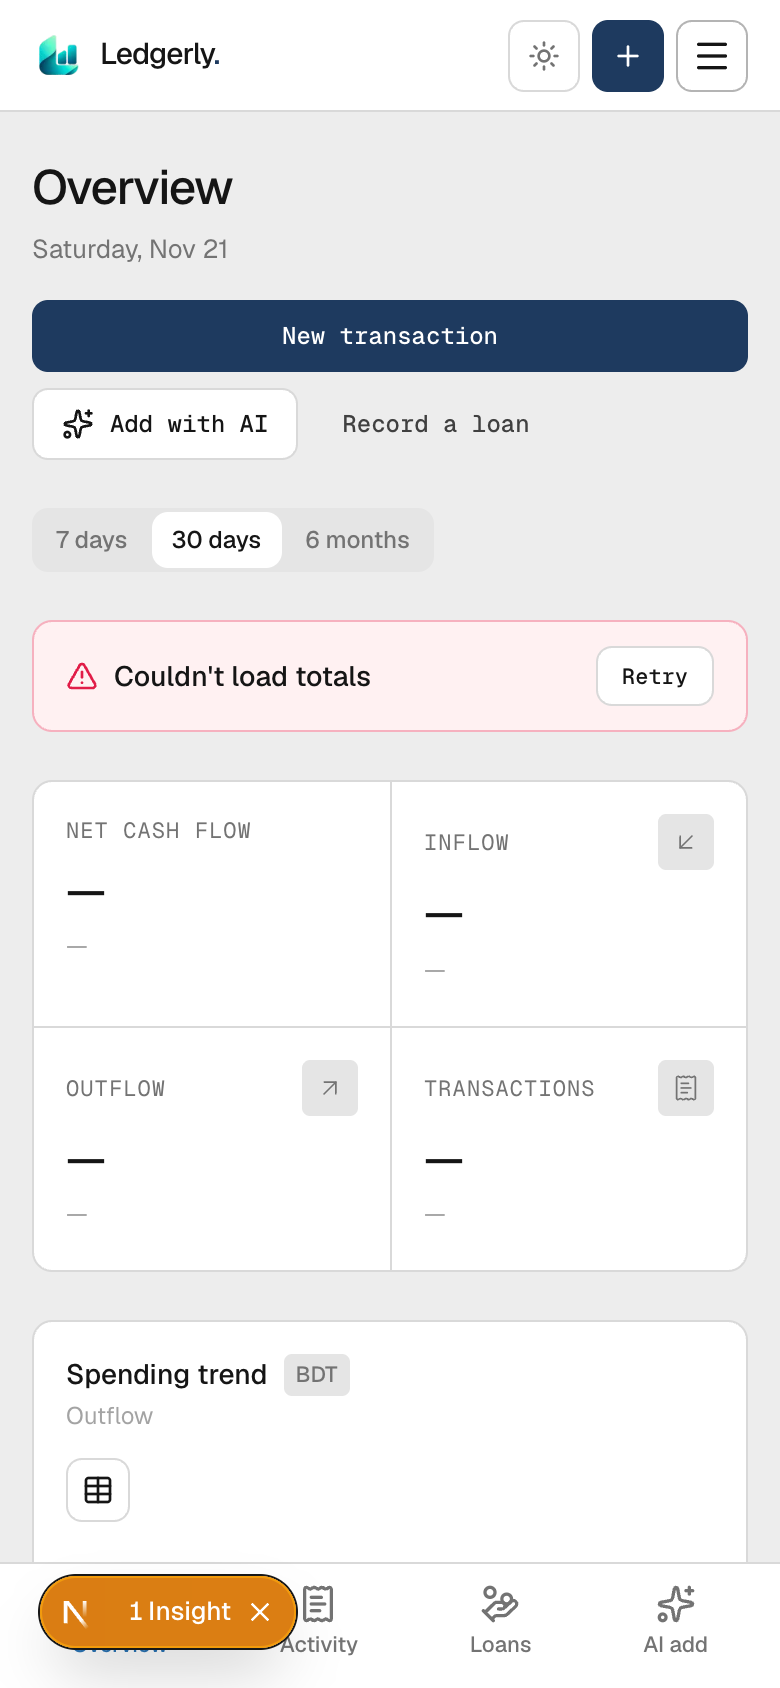 Ledgerly.
Overview
Saturday, Nov 21
New transaction
Add with AI
Record a loan
7 days
30 days
6 months
Couldn't load totals
Retry
NET CASH FLOW
—
—
INFLOW
—
—
OUTFLOW
—
—
TRANSACTIONS
—
—
Spending trend
BDT
Outflow
N
1 Insight
Activity
Loans
AI add